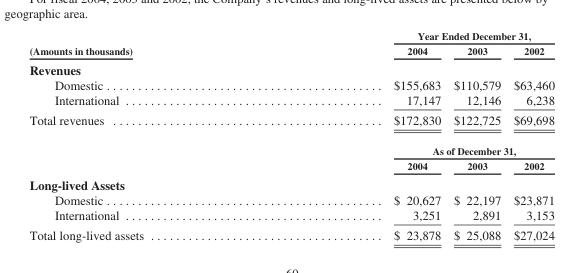 For fiscal 2004, 2003 and 2002, the Company's revenues and long-lived assets are presented below by
geographic area.
Year Ended December 31,
(Amounts in thousands) 2004 2003 2002
Revenues
Domestic . . . . . . . . . . . . . . . . . . . . . . . . . . . . . . . . . . . . . . . . . . $155,683 $110,579 $63,460
International . . . . . . . . . . . . . . . . . . . . . . . . . . . . . . . . . . . . . . . 17,147 12,146 6,238
Total revenues . . . . . . . . . . . . . . . . . . . . . . . . . . . . . . . . . . . . . . . . . $172,830 $122,725 $69,698
As of December 31,
2004 2003 2002
Long-lived Assets
Domestic . . . . . . . . . . . . . . . . . . . . . . . . . . . . . . . . . . . . . . . . . . $ 20,627 $ 22,197 $23,871
International . . . . . . . . . . . . . . . . . . . . . . . . . . . . . . . . . . . . . . . 3,251 2,891 3,153
Total long-lived assets . . . . . . . . . . . . . . . . . . . . . . . . . . . . . . . . . . . $ 23,878 $ 25,088 $27,024